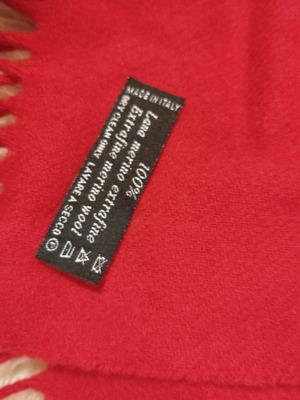 MADE IN ITALY
100%
Lana merino extrafine
Extrafine merino wool
DRY CLEAN ONLY LAVARE A SECCO